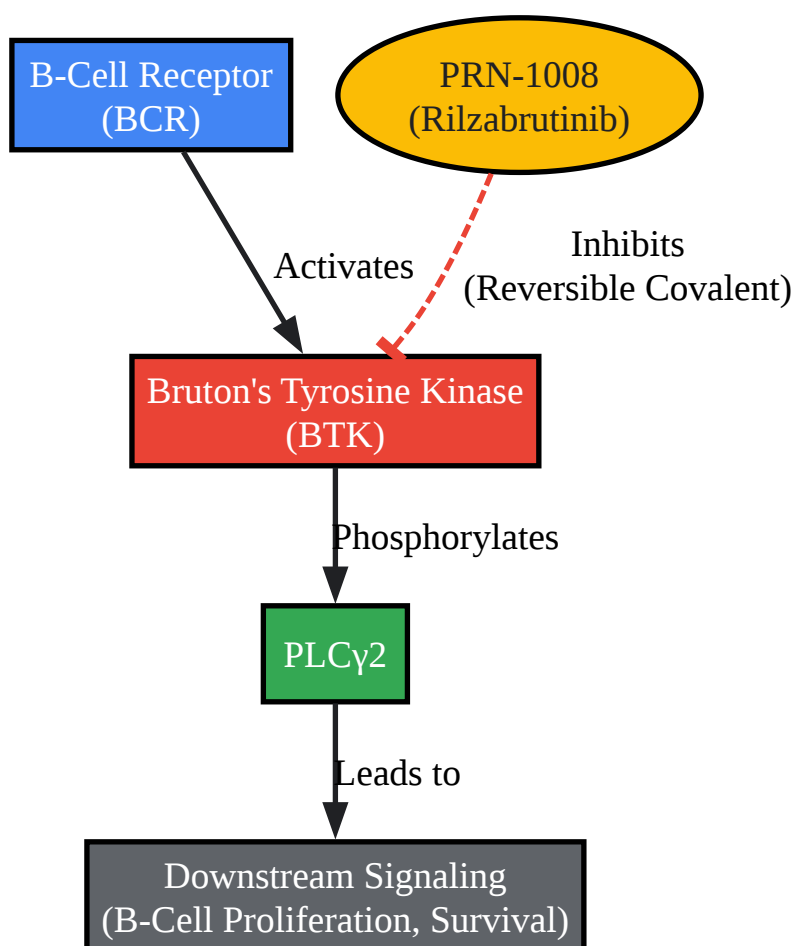 B-Cell Receptor
(BCR)
PRN-1008
(Rilzabrutinib)
Activates
Inhibits
(Reversible Covalent)
Bruton's Tyrosine Kinase
(BTK)
Phosphorylates
PLCγ2
Leads to
Downstream Signaling
(B-Cell Proliferation, Survival)